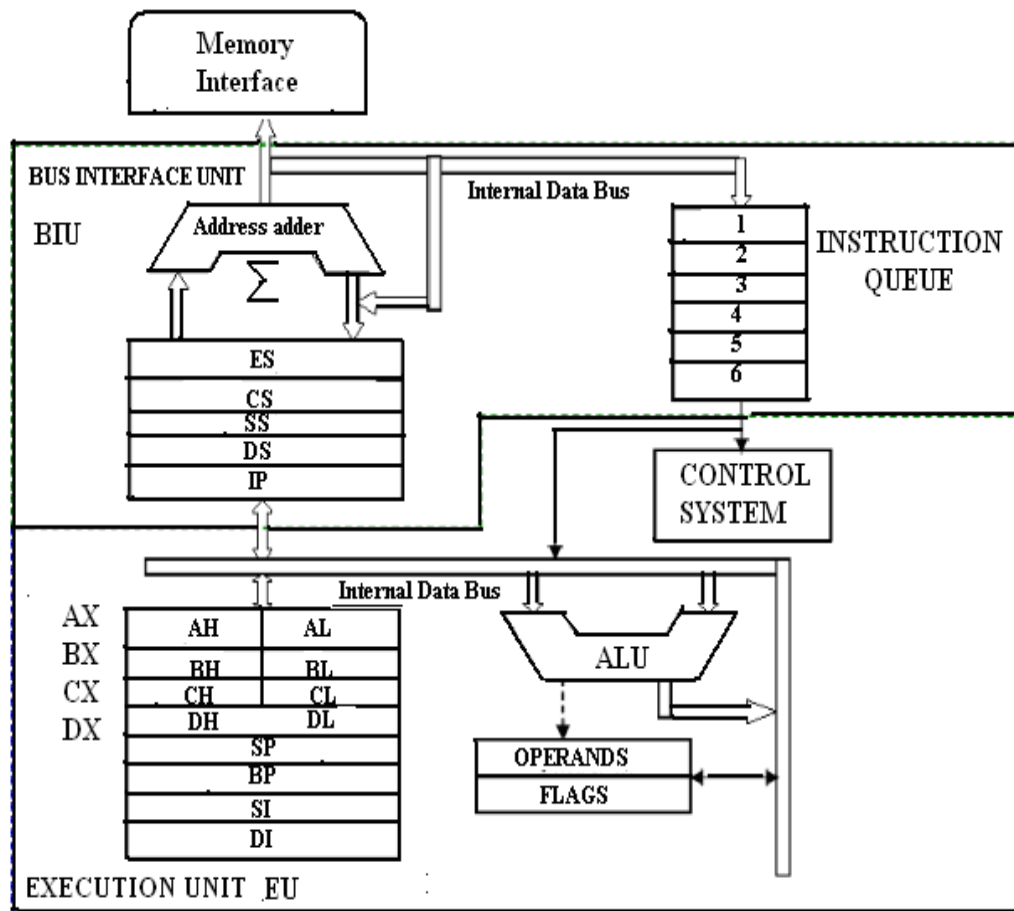 Memory
Interface
BUS INTERFACE UNIT
Internal Data Bus
BIU
Address adder
Σ
1
2
3
4
5
6
INSTRUCTION
QUEUE
ES
CS
SS
DS
IP
CONTROL
SYSTEM
Internal Data Bus
AX
BX
CX
DX
AH AL
BH BL
CH CL
DH DL
SP
BP
SI
DI
ALU
OPERANDS
FLAGS
EXECUTION UNIT EU